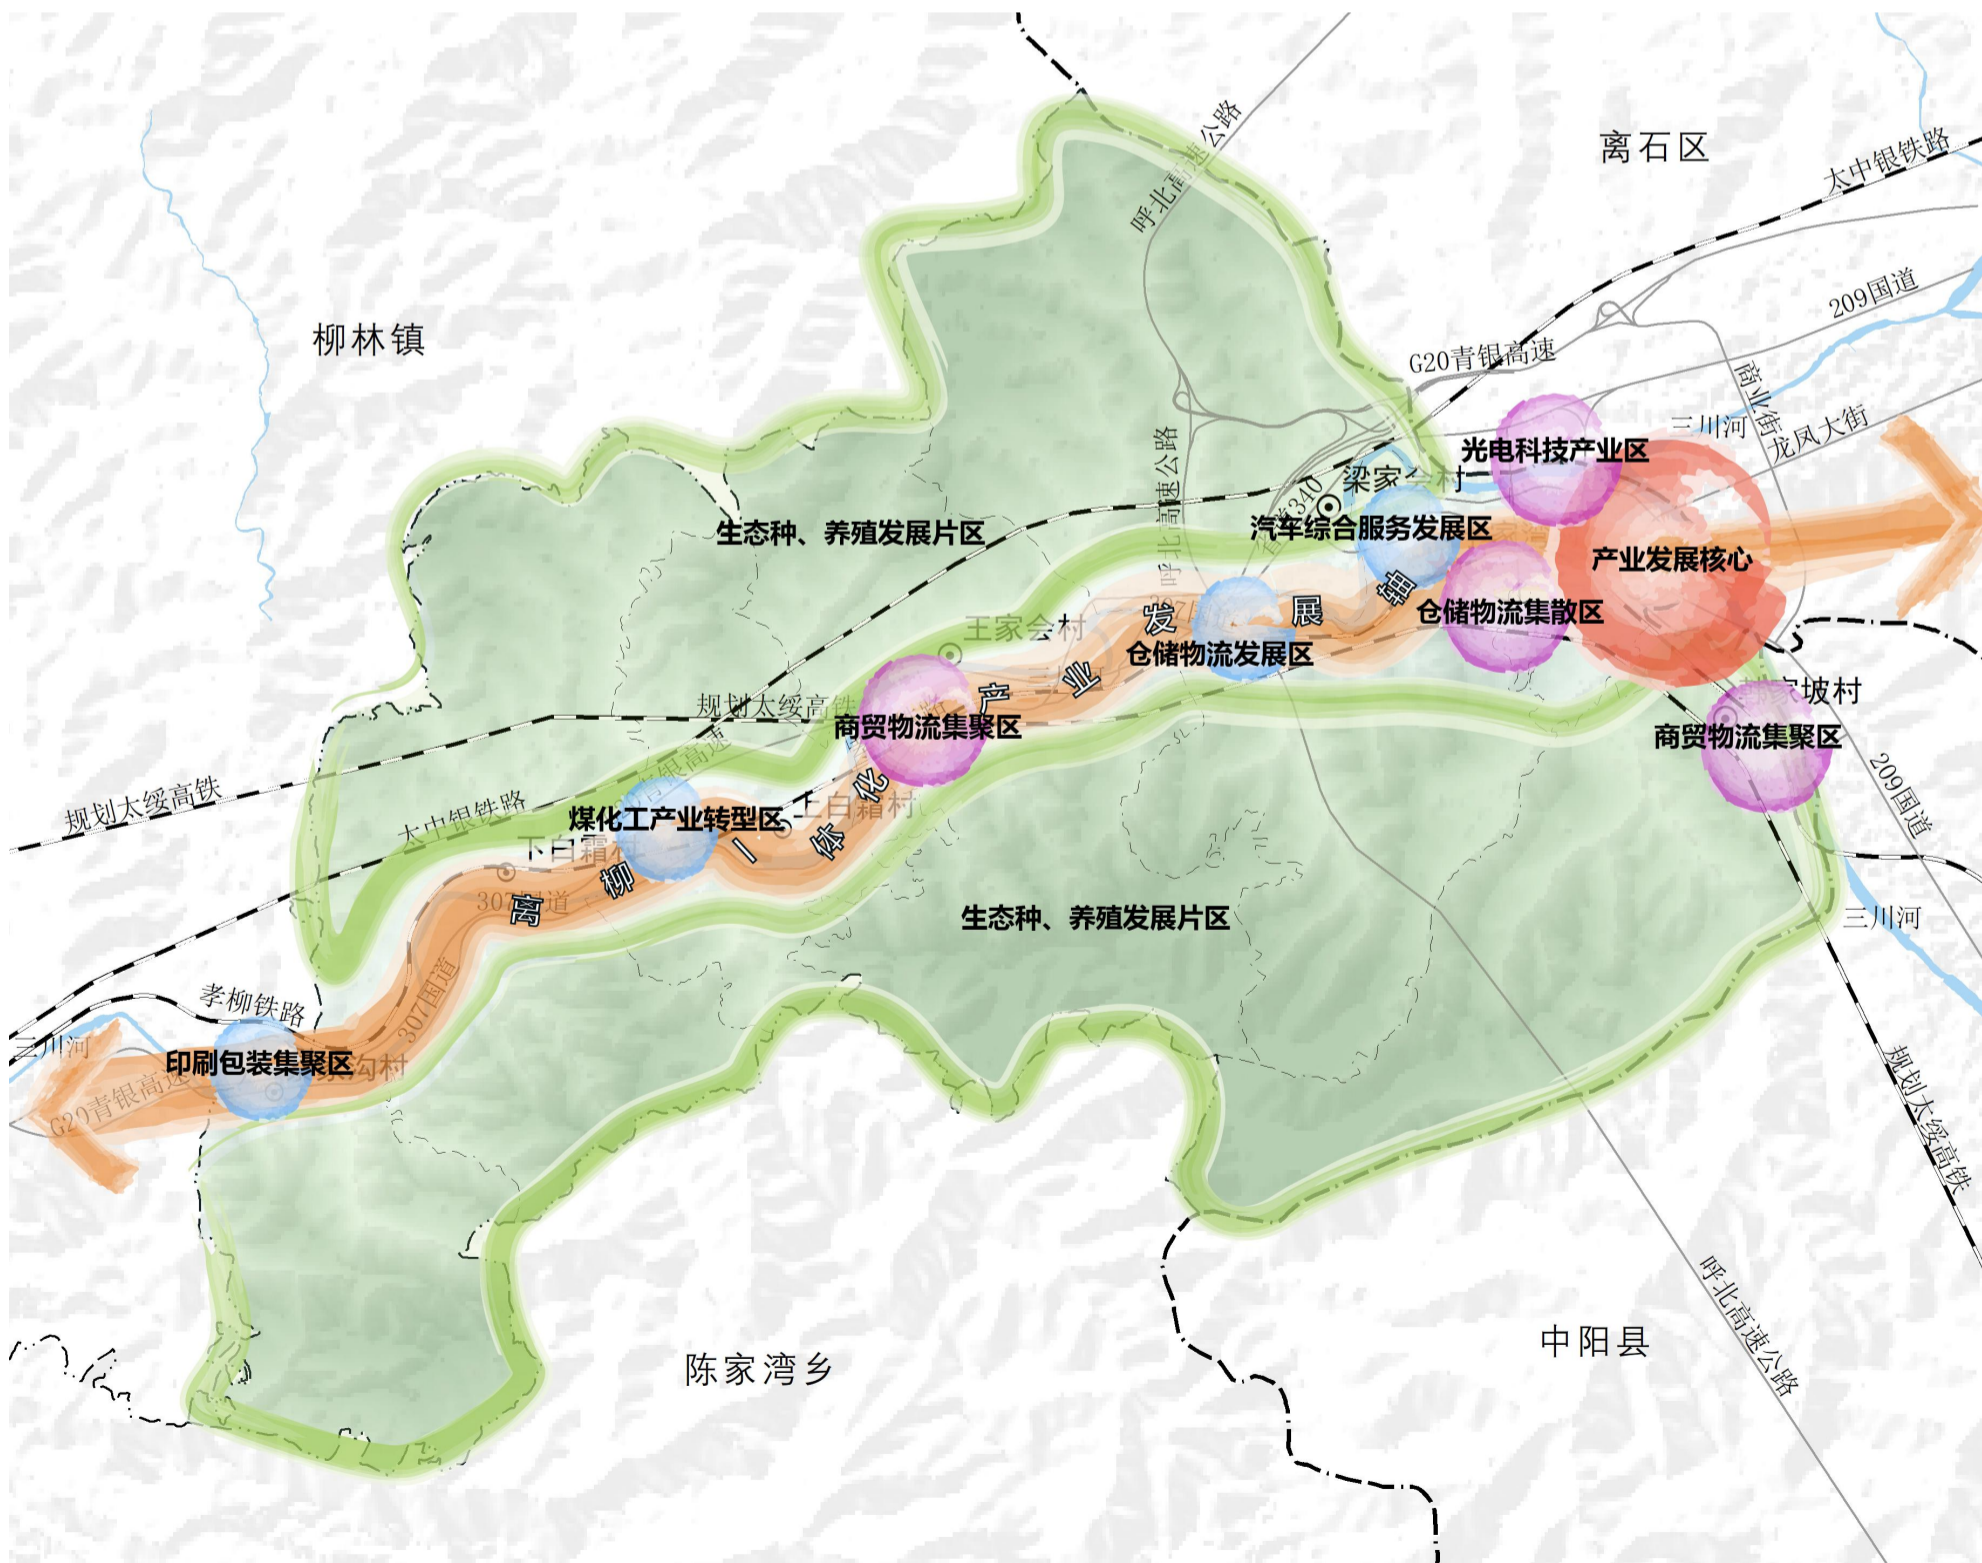 离石区
太中银铁路
呼北高速公路
209国道
柳林镇
G20青银高速
商业街
三川河
龙凤大街
光电科技产业区
呼北高速公路
生态种、养殖发展片区
汽车综合服务发展区
产业发展核心
仓储物流集散区
王家会村
仓储物流发展区
规划太绥高铁
商贸物流集聚区
商贸物流集聚区
209国道
规划太绥高铁
太中银铁路
煤化工产业转型区
上白霜村
下白霜村
离柳一体化产业发展轴
307国道
生态种、养殖发展片区
三川河
307国道
孝柳铁路
三川河
印刷包装集聚区
G20青银高速
规划太绥高铁
呼北高速公路
中阳县
陈家湾乡